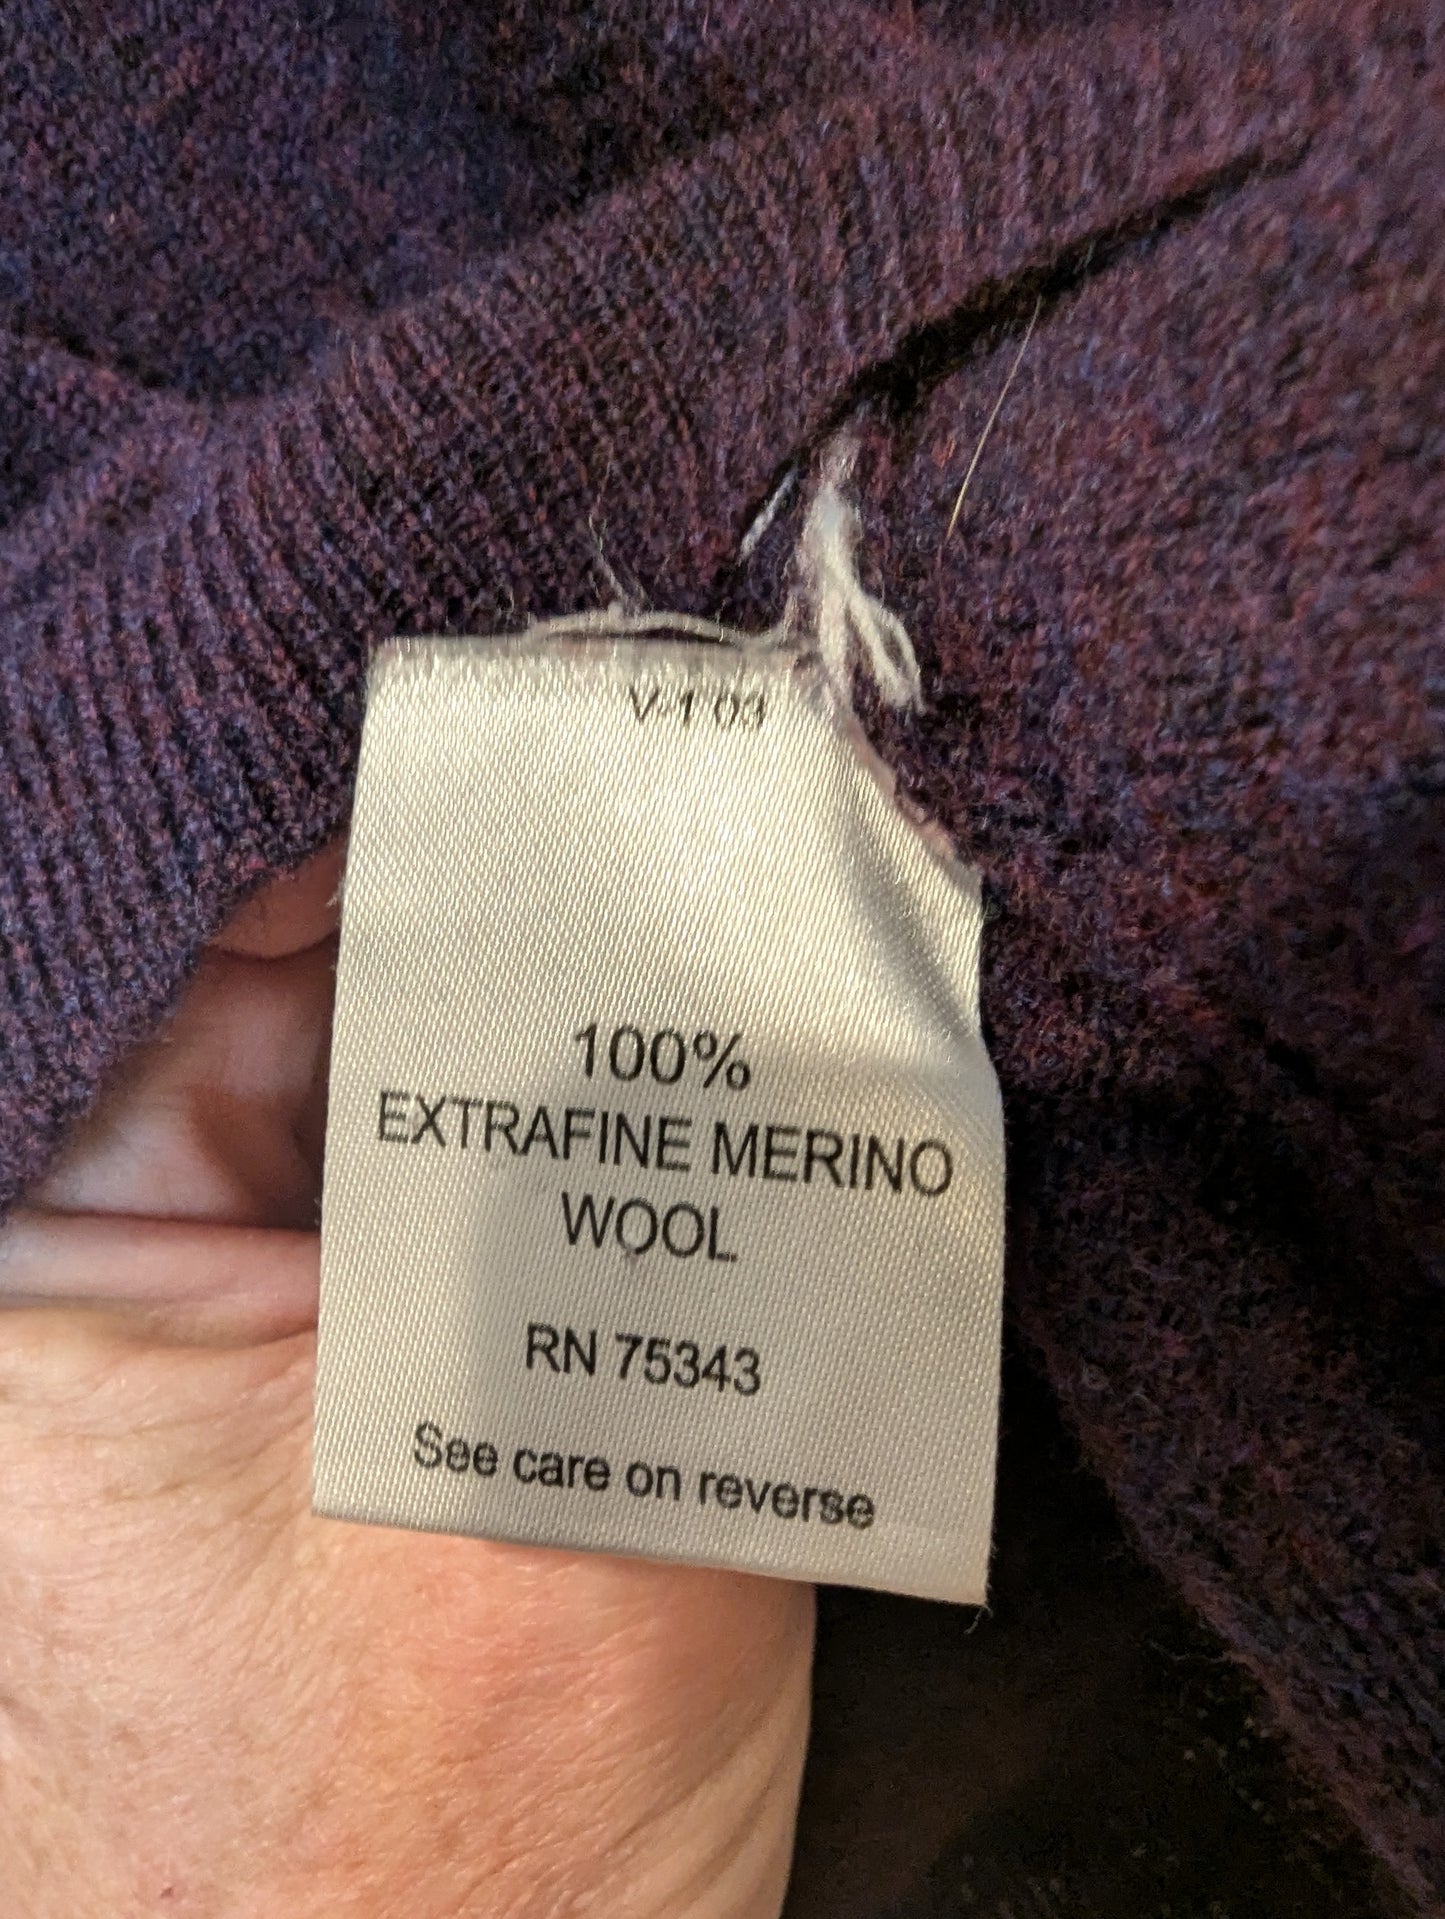 V-103
100%
EXTRAFINE MERINO
WOOL
RN 75343
See care on reverse